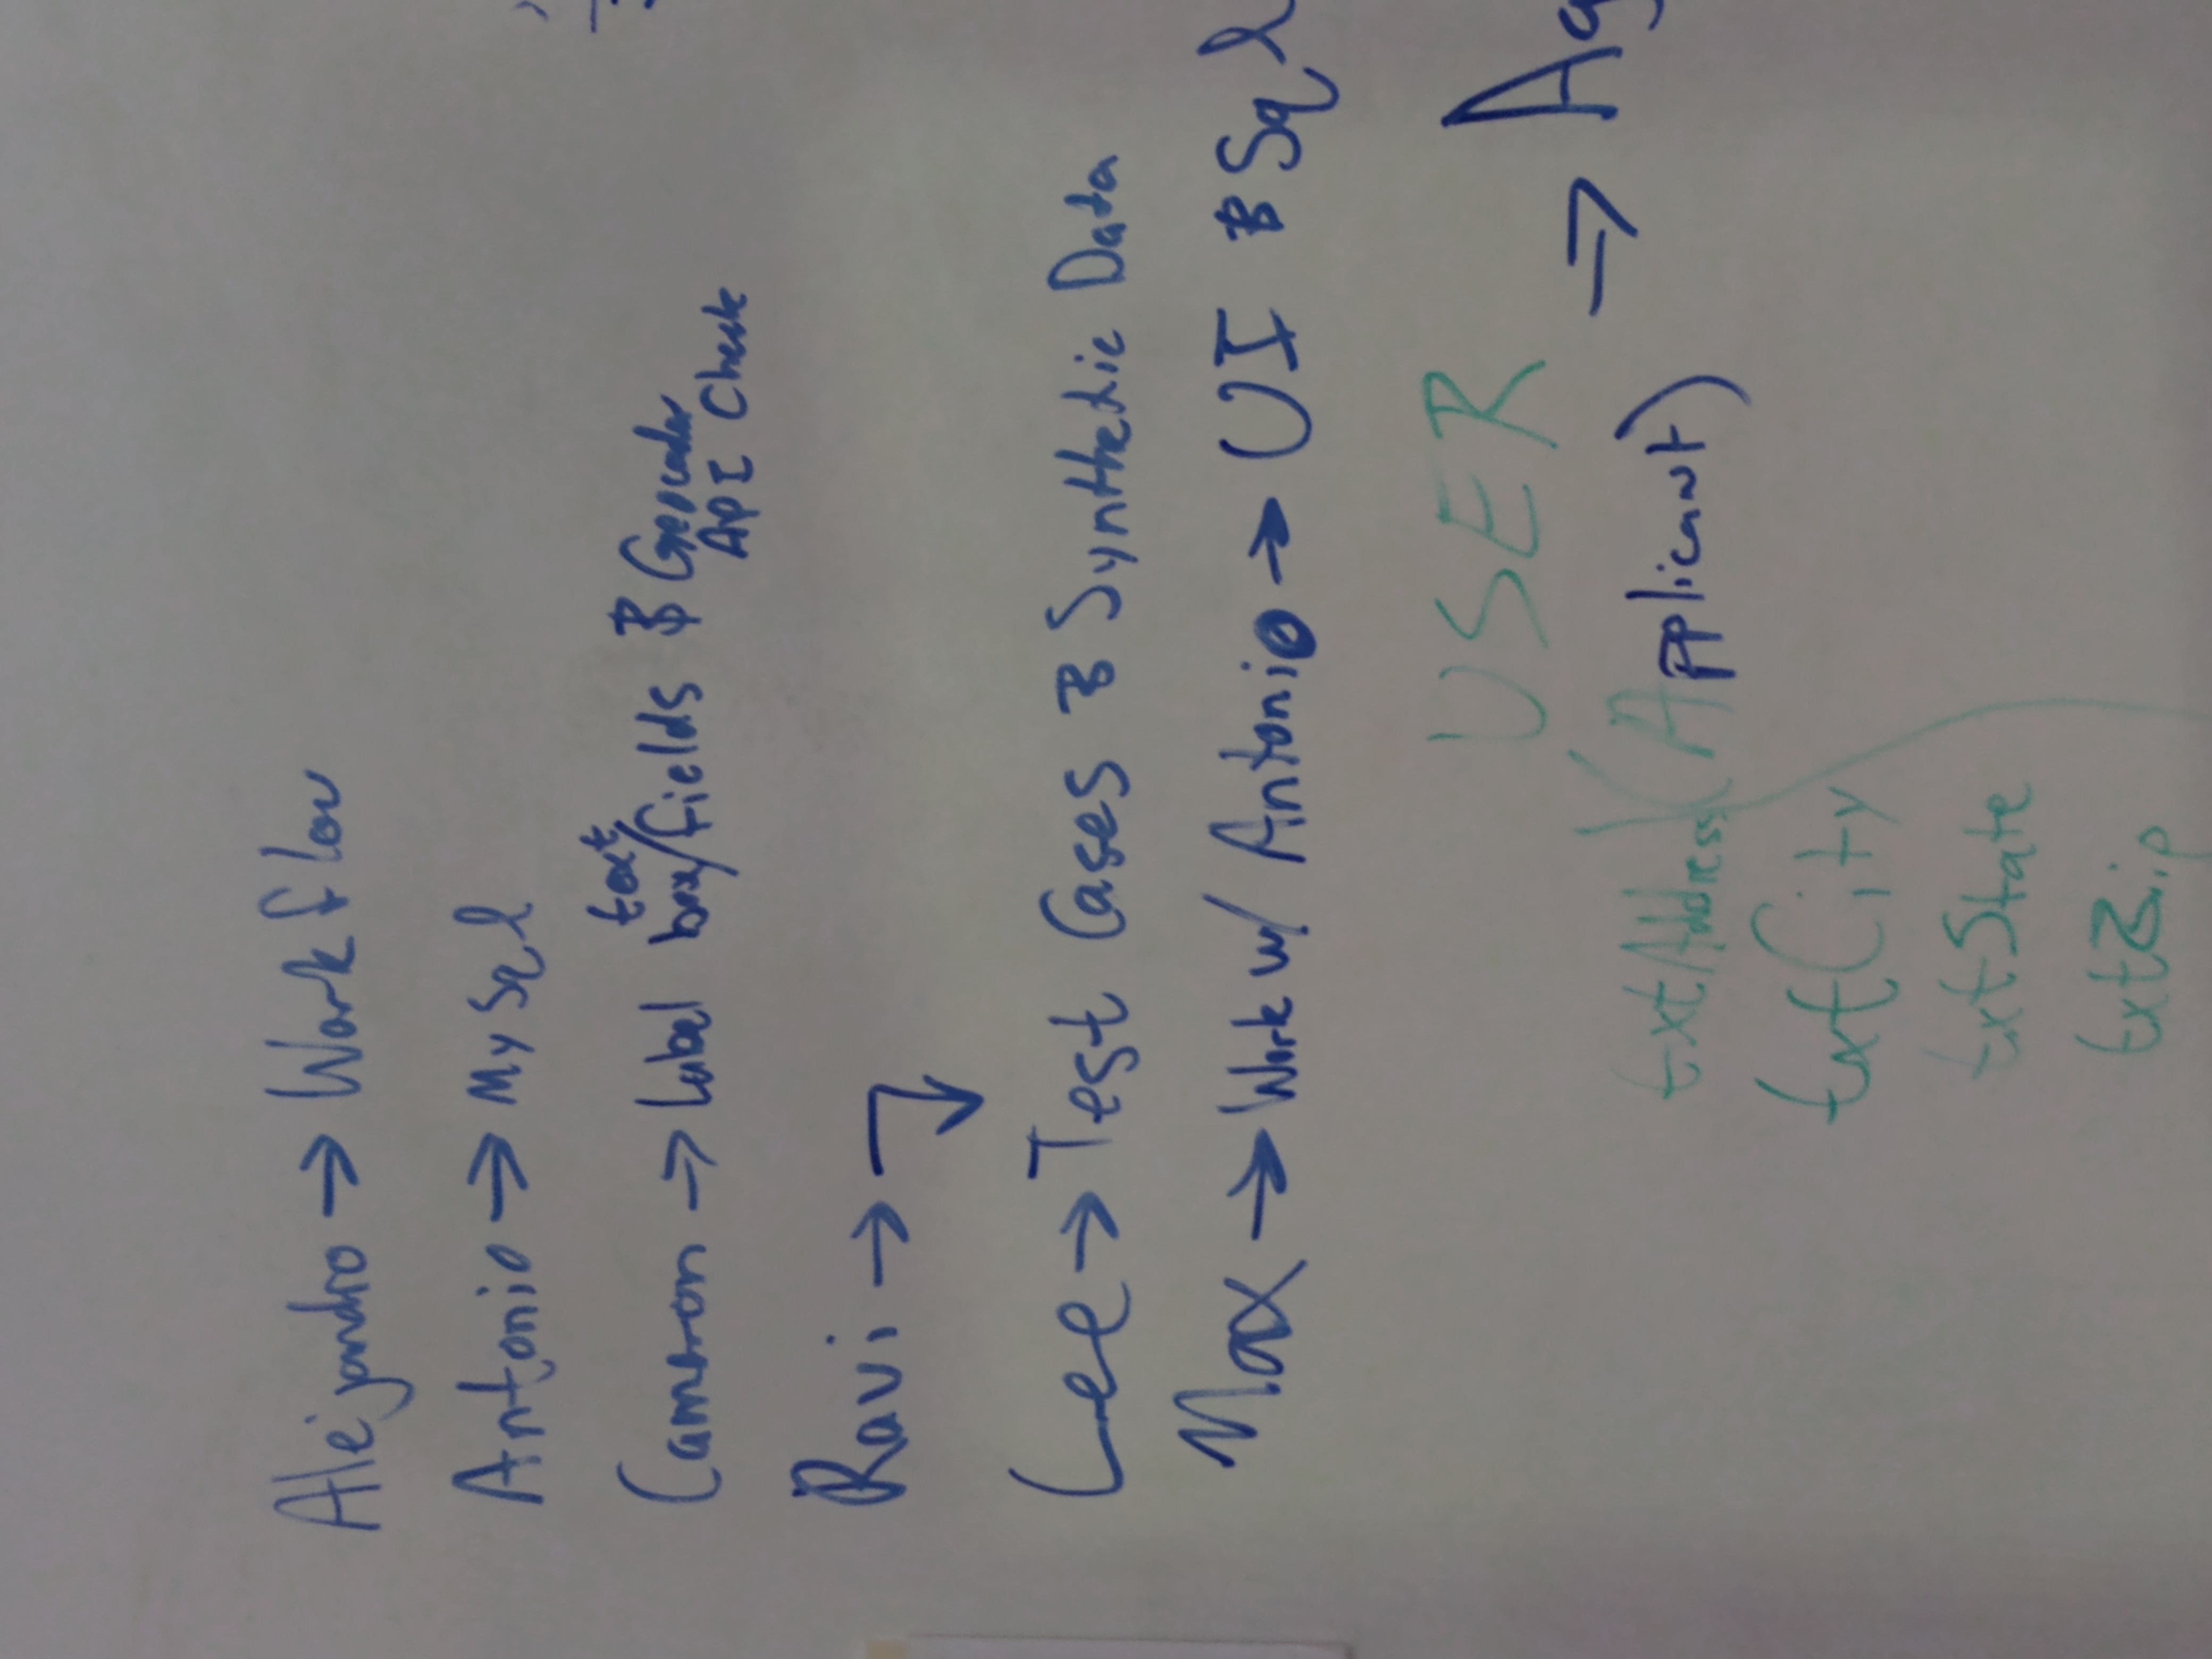 Alejandro → Workflow
Antonio → MySql
text
Cameron → Label box/fields & Geocoder
API Check
Ravi →
Lee → Test Cases & Synthetic Data
Max → Work w/ Antonio → UI & Sql
USER
→ Ag
txtAddress (Applicant)
txtCity
txtState
txtZip